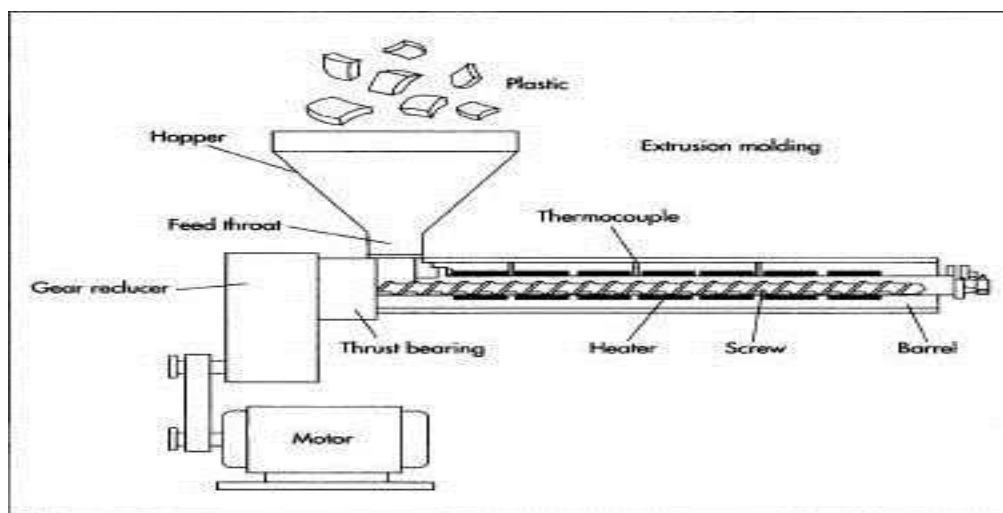 Plastic
Hopper
Extrusion molding
Feed throat
Thermocouple
Gear reducer
Thrust bearing
Heater
Screw
Barrel
Motor